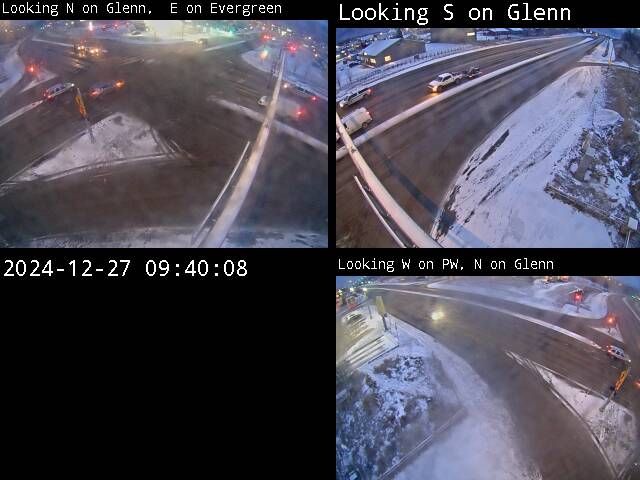 Looking N on Glenn,  E on Evergreen
Looking S on Glenn
2024-12-27 09:40:08
Looking W on PW, N on Glenn